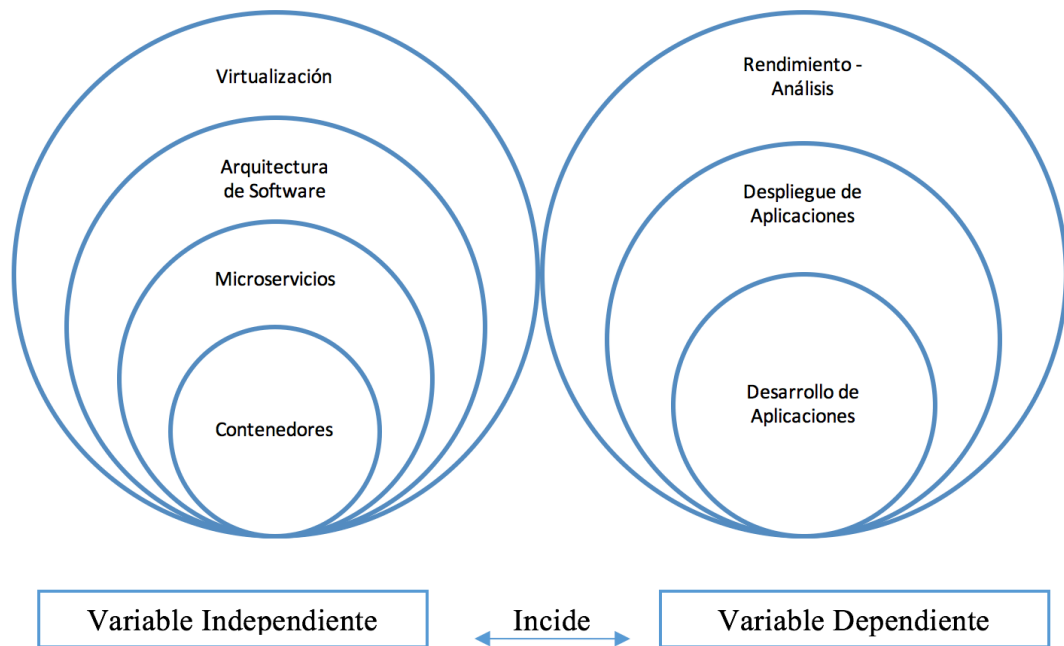 Virtualización
Arquitectura
de Software
Microservicios
Contenedores
Rendimiento -
Análisis
Despliegue de
Aplicaciones
Desarrollo de
Aplicaciones
Variable Independiente
Incide
Variable Dependiente